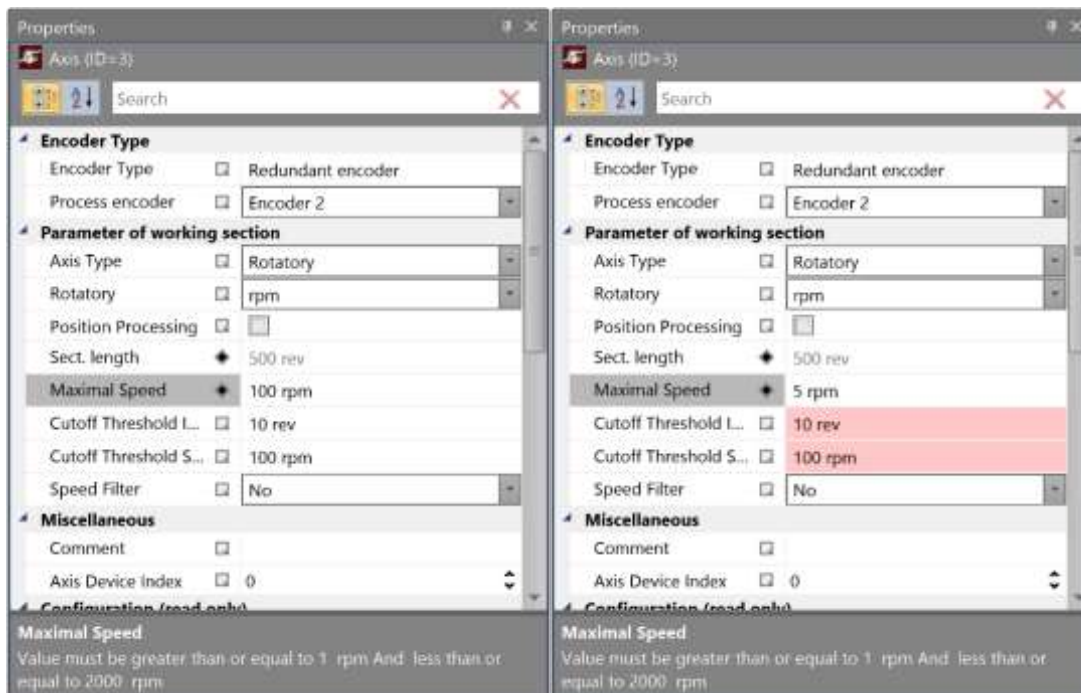 Properties
Axis (ID=3)
Search
Encoder Type
Encoder Type Redundant encoder
Process encoder Encoder 2
Parameter of working section
Axis Type Rotatory
Rotatory rpm
Position Processing
Sect. length 500 rev
Maximal Speed 100 rpm
Cutoff Threshold I... 10 rev
Cutoff Threshold S... 100 rpm
Speed Filter No
Miscellaneous
Comment
Axis Device Index 0
Configuration (read only)
Maximal Speed
Value must be greater than or equal to 1 rpm And less than or
equal to 2000 rpm
Properties
Axis (ID=3)
Search
Encoder Type
Encoder Type Redundant encoder
Process encoder Encoder 2
Parameter of working section
Axis Type Rotatory
Rotatory rpm
Position Processing
Sect. length 500 rev
Maximal Speed 5 rpm
Cutoff Threshold I... 10 rev
Cutoff Threshold S... 100 rpm
Speed Filter No
Miscellaneous
Comment
Axis Device Index 0
Configuration (read only)
Maximal Speed
Value must be greater than or equal to 1 rpm And less than or
equal to 2000 rpm